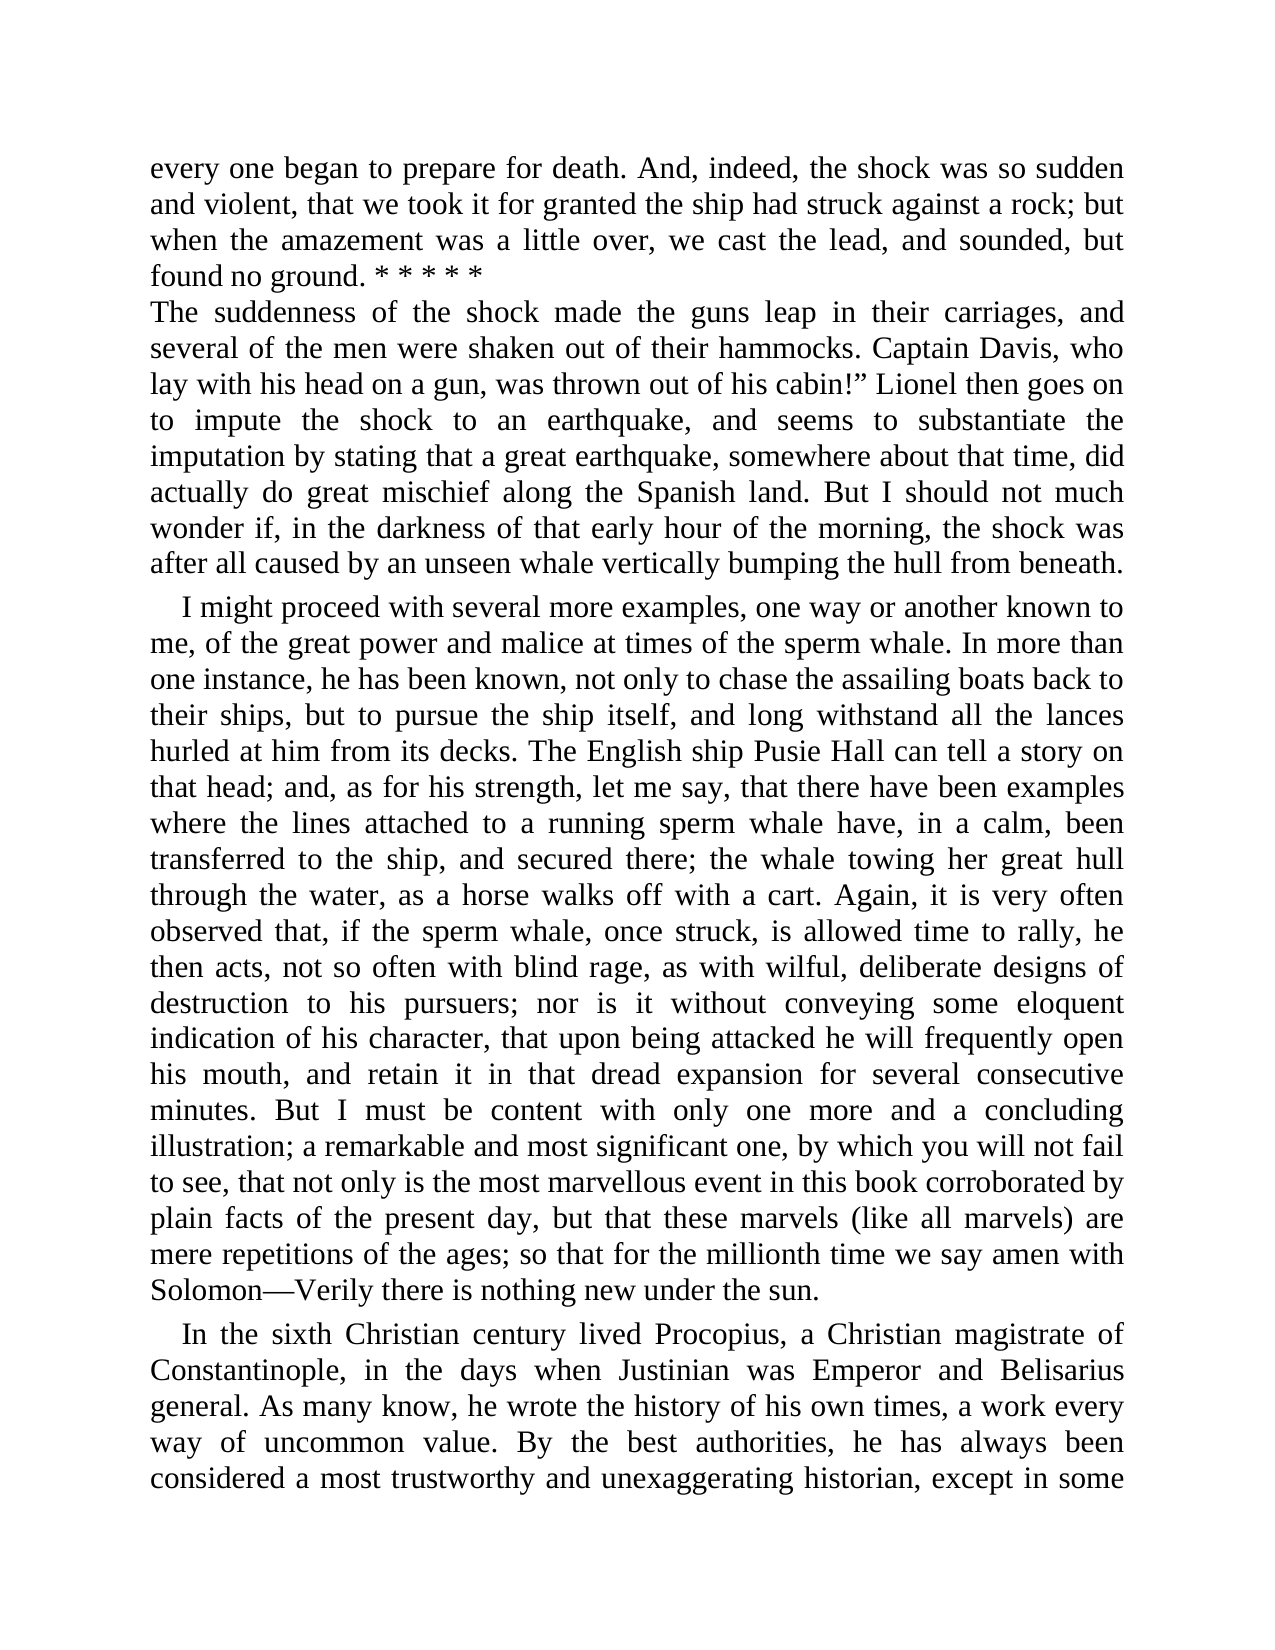 every one began to prepare for death. And, indeed, the shock was so sudden
and violent, that we took it for granted the ship had struck against a rock; but
when the amazement was a little over, we cast the lead, and sounded, but
found no ground. * * * * *
The suddenness of the shock made the guns leap in their carriages, and
several of the men were shaken out of their hammocks. Captain Davis, who
lay with his head on a gun, was thrown out of his cabin!” Lionel then goes on
to impute the shock to an earthquake, and seems to substantiate the
imputation by stating that a great earthquake, somewhere about that time, did
actually do great mischief along the Spanish land. But I should not much
wonder if, in the darkness of that early hour of the morning, the shock was
after all caused by an unseen whale vertically bumping the hull from beneath.
I might proceed with several more examples, one way or another known to
me, of the great power and malice at times of the sperm whale. In more than
one instance, he has been known, not only to chase the assailing boats back to
their ships, but to pursue the ship itself, and long withstand all the lances
hurled at him from its decks. The English ship Pusie Hall can tell a story on
that head; and, as for his strength, let me say, that there have been examples
where the lines attached to a running sperm whale have, in a calm, been
transferred to the ship, and secured there; the whale towing her great hull
through the water, as a horse walks off with a cart. Again, it is very often
observed that, if the sperm whale, once struck, is allowed time to rally, he
then acts, not so often with blind rage, as with wilful, deliberate designs of
destruction to his pursuers; nor is it without conveying some eloquent
indication of his character, that upon being attacked he will frequently open
his mouth, and retain it in that dread expansion for several consecutive
minutes. But I must be content with only one more and a concluding
illustration; a remarkable and most significant one, by which you will not fail
to see, that not only is the most marvellous event in this book corroborated by
plain facts of the present day, but that these marvels (like all marvels) are
mere repetitions of the ages; so that for the millionth time we say amen with
Solomon—Verily there is nothing new under the sun.
In the sixth Christian century lived Procopius, a Christian magistrate of
Constantinople, in the days when Justinian was Emperor and Belisarius
general. As many know, he wrote the history of his own times, a work every
way of uncommon value. By the best authorities, he has always been
considered a most trustworthy and unexaggerating historian, except in some